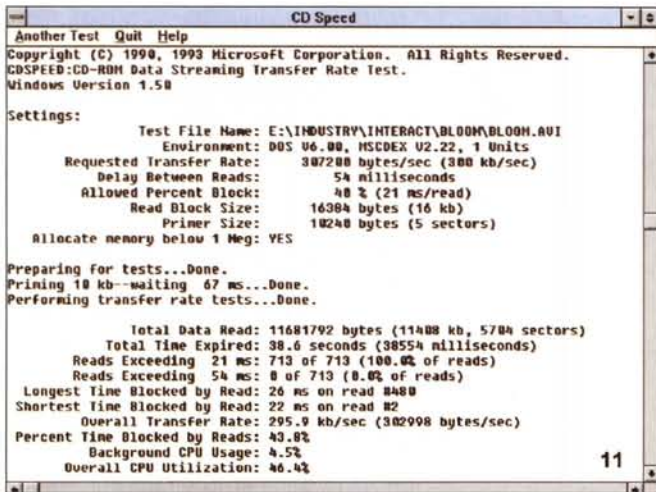 CD Speed
Another Test Quit Help
Copyright (C) 1990, 1993 Microsoft Corporation. All Rights Reserved.
CDSPEED:CD-ROM Data Streaming Transfer Rate Test.
Windows Version 1.50
Settings:
Test File Name: E:\INDUSTRY\INTERACT\BLOOM\BLOOM.AVI
Environment: DOS V6.00, MSCDEX V2.22, 1 Units
Requested Transfer Rate: 307200 bytes/sec (300 kb/sec)
Delay Between Reads: 54 milliseconds
Allowed Percent Block: 40 % (21 ms/read)
Read Block Size: 16384 bytes (16 kb)
Primer Size: 10240 bytes (5 sectors)
Allocate memory below 1 Meg: YES
Preparing for tests...Done.
Priming 10 kb--waiting 67 ms...Done.
Performing transfer rate tests...Done.
Total Data Read: 11681792 bytes (11408 kb, 5704 sectors)
Total Time Expired: 38.6 seconds (38554 milliseconds)
Reads Exceeding 21 ms: 713 of 713 (100.0% of reads)
Reads Exceeding 54 ms: 0 of 713 (0.0% of reads)
Longest Time Blocked by Read: 26 ms on read #480
Shortest Time Blocked by Read: 22 ms on read #2
Overall Transfer Rate: 295.9 kb/sec (302998 bytes/sec)
Percent Time Blocked by Reads: 43.8%
Background CPU Usage: 4.5%
Overall CPU Utilization: 46.4%
11